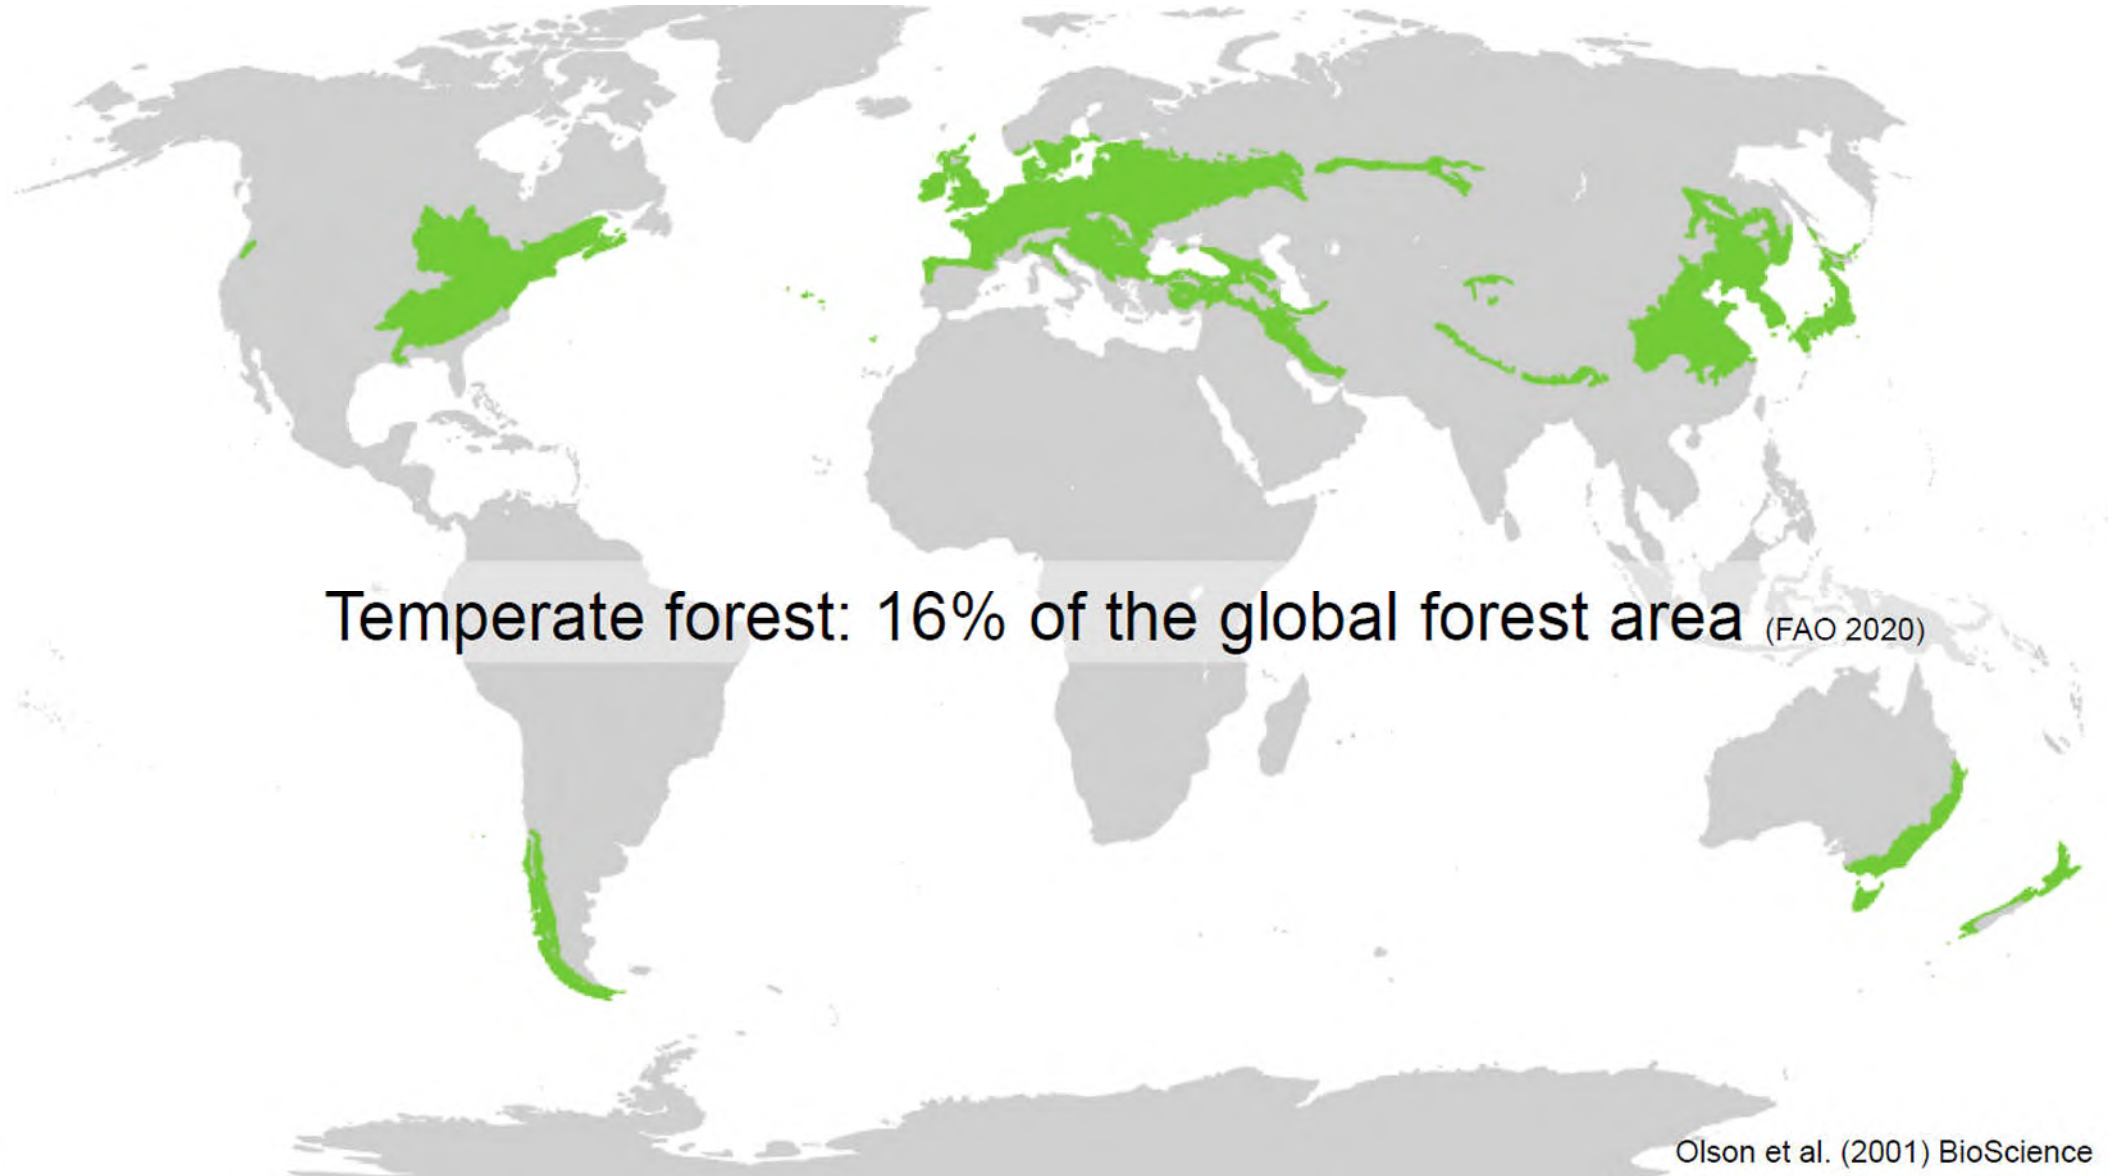 Temperate forest: 16% of the global forest area (FAO 2020)
Olson et al. (2001) BioScience